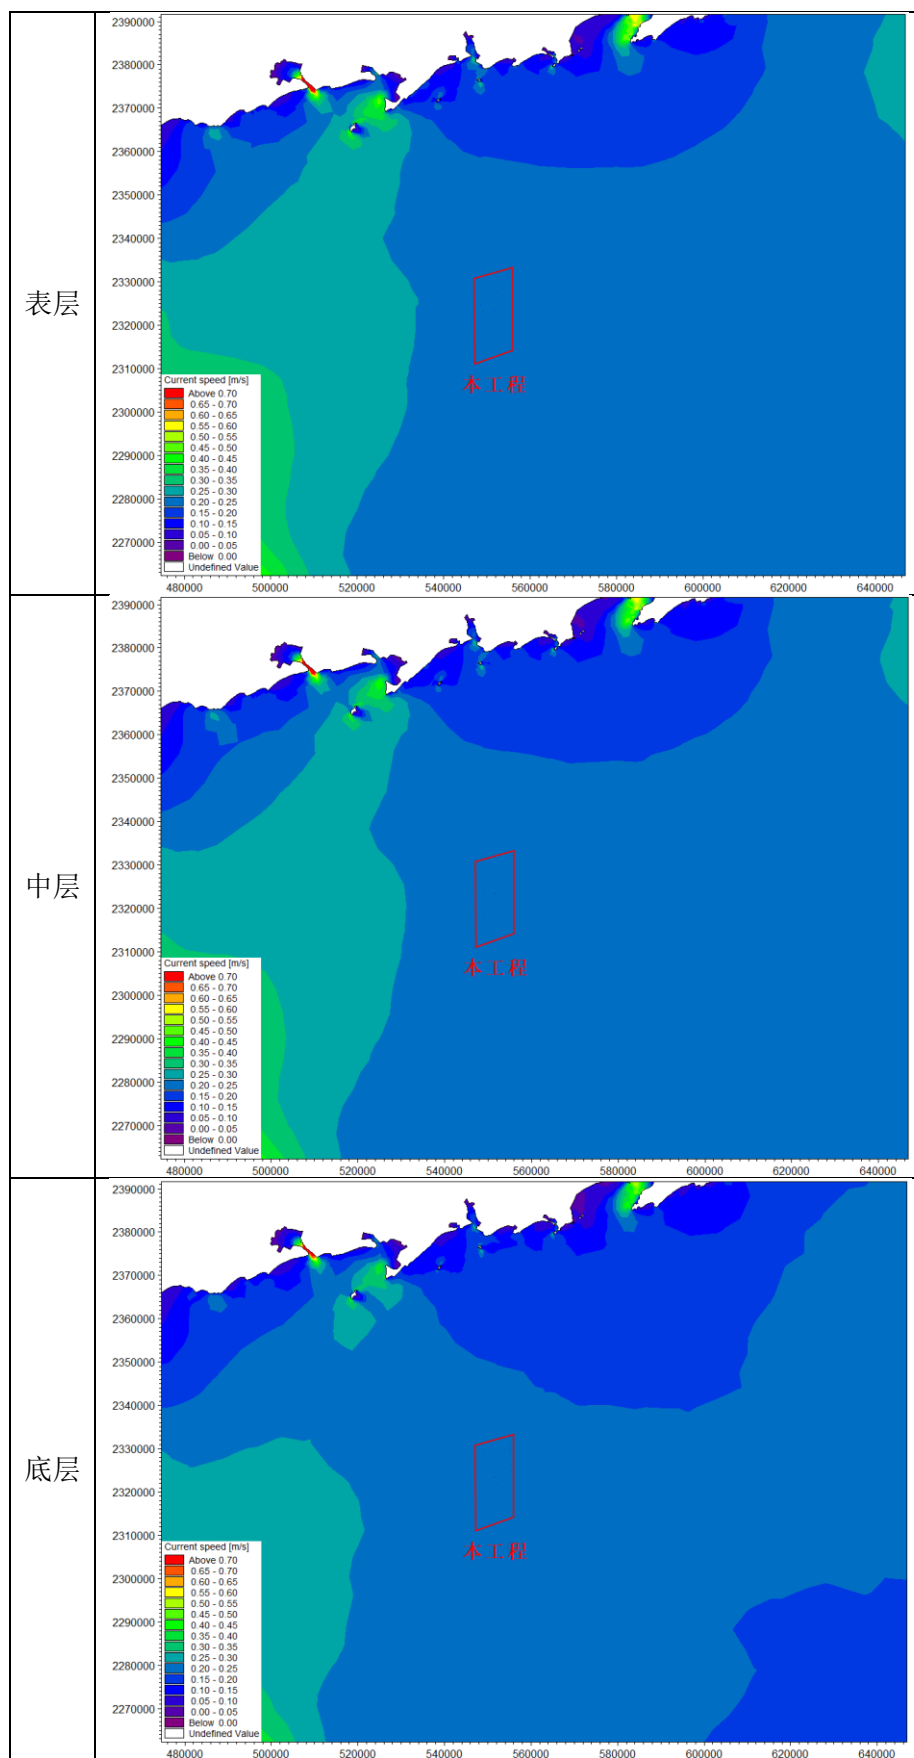 表层
2390000
2380000
2370000
2360000
2350000
2340000
2330000
2320000
2310000
2300000
2290000
2280000
2270000
本工程
Current speed [m/s]
Above 0.70
0.65 - 0.70
0.60 - 0.65
0.55 - 0.60
0.50 - 0.55
0.45 - 0.50
0.40 - 0.45
0.35 - 0.40
0.30 - 0.35
0.25 - 0.30
0.20 - 0.25
0.15 - 0.20
0.10 - 0.15
0.05 - 0.10
0.00 - 0.05
Below 0.00
Undefined Value
480000 500000 520000 540000 560000 580000 600000 620000 640000
中层
2390000
2380000
2370000
2360000
2350000
2340000
2330000
2320000
2310000
2300000
2290000
2280000
2270000
本工程
Current speed [m/s]
Above 0.70
0.65 - 0.70
0.60 - 0.65
0.55 - 0.60
0.50 - 0.55
0.45 - 0.50
0.40 - 0.45
0.35 - 0.40
0.30 - 0.35
0.25 - 0.30
0.20 - 0.25
0.15 - 0.20
0.10 - 0.15
0.05 - 0.10
0.00 - 0.05
Below 0.00
Undefined Value
480000 500000 520000 540000 560000 580000 600000 620000 640000
底层
2390000
2380000
2370000
2360000
2350000
2340000
2330000
2320000
2310000
2300000
2290000
2280000
2270000
本工程
Current speed [m/s]
Above 0.70
0.65 - 0.70
0.60 - 0.65
0.55 - 0.60
0.50 - 0.55
0.45 - 0.50
0.40 - 0.45
0.35 - 0.40
0.30 - 0.35
0.25 - 0.30
0.20 - 0.25
0.15 - 0.20
0.10 - 0.15
0.05 - 0.10
0.00 - 0.05
Below 0.00
Undefined Value
480000 500000 520000 540000 560000 580000 600000 620000 640000